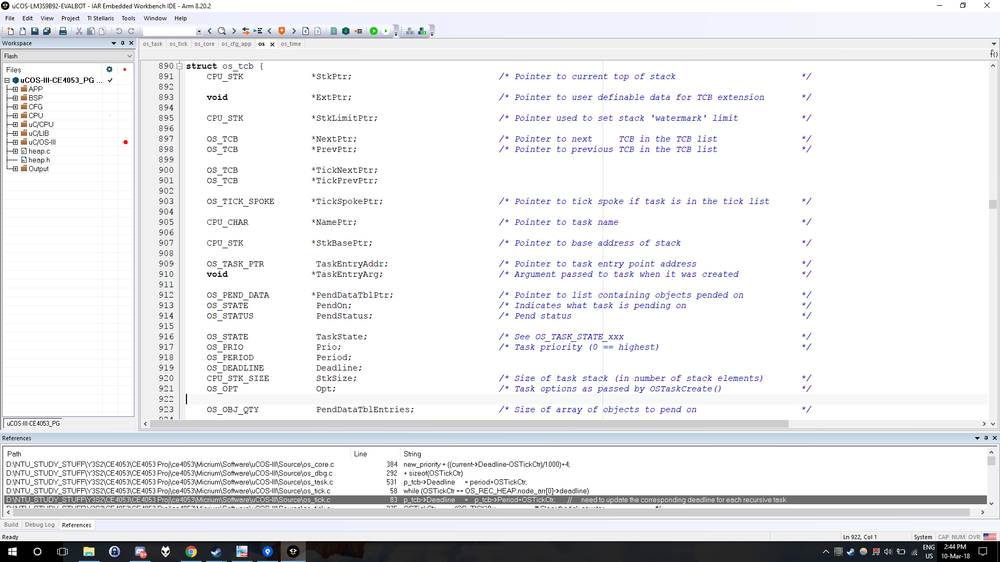 uCOS-LM3S9B92-EVALBOT - IAR Embedded Workbench IDE - Arm 8.20.2
File Edit View Project TI Stellaris Tools Window Help
Workspace
os_task os_tick os_core os_cfg_app os os_time
Flash
f()
Files
uCOS-III-CE4053_PG ...
APP
BSP
CFG
CPU
uC/CPU
uC/LIB
uC/OS-III
heap.c
heap.h
Output
uCOS-III-CE4053_PG
890 struct os_tcb {
891 CPU_STK *StkPtr; /* Pointer to current top of stack */
892
893 void *ExtPtr; /* Pointer to user definable data for TCB extension */
894
895 CPU_STK *StkLimitPtr; /* Pointer used to set stack 'watermark' limit */
896
897 OS_TCB *NextPtr; /* Pointer to next TCB in the TCB list */
898 OS_TCB *PrevPtr; /* Pointer to previous TCB in the TCB list */
899
900 OS_TCB *TickNextPtr;
901 OS_TCB *TickPrevPtr;
902
903 OS_TICK_SPOKE *TickSpokePtr; /* Pointer to tick spoke if task is in the tick list */
904
905 CPU_CHAR *NamePtr; /* Pointer to task name */
906
907 CPU_STK *StkBasePtr; /* Pointer to base address of stack */
908
909 OS_TASK_PTR TaskEntryAddr; /* Pointer to task entry point address */
910 void *TaskEntryArg; /* Argument passed to task when it was created */
911
912 OS_PEND_DATA *PendDataTblPtr; /* Pointer to list containing objects pended on */
913 OS_STATE PendOn; /* Indicates what task is pending on */
914 OS_STATUS PendStatus; /* Pend status */
915
916 OS_STATE TaskState; /* See OS_TASK_STATE_xxx */
917 OS_PRIO Prio; /* Task priority (0 == highest) */
918 OS_PERIOD Period;
919 OS_DEADLINE Deadline;
920 CPU_STK_SIZE StkSize; /* Size of task stack (in number of stack elements) */
921 OS_OPT Opt; /* Task options as passed by OSTaskCreate() */
922
923 OS_OBJ_QTY PendDataTblEntries; /* Size of array of objects to pend on */
References
Path Line String
D:\NTU_STUDY_STUFF\Y3S2\CE4053\CE4053 Proj\ce4053\Micrium\Software\uCOS-III\Source\os_core.c 384 new_priority = ((current->Deadline-OSTickCtr)/1000)+4;
D:\NTU_STUDY_STUFF\Y3S2\CE4053\CE4053 Proj\ce4053\Micrium\Software\uCOS-III\Source\os_dbg.c 292 + sizeof(OSTickCtr)
D:\NTU_STUDY_STUFF\Y3S2\CE4053\CE4053 Proj\ce4053\Micrium\Software\uCOS-III\Source\os_task.c 531 p_tcb->Deadline = period+OSTickCtr;
D:\NTU_STUDY_STUFF\Y3S2\CE4053\CE4053 Proj\ce4053\Micrium\Software\uCOS-III\Source\os_tick.c 58 while (OSTickCtr == OS_REC_HEAP.node_arr[0]->deadline)
D:\NTU_STUDY_STUFF\Y3S2\CE4053\CE4053 Proj\ce4053\Micrium\Software\uCOS-III\Source\os_tick.c 83 p_tcb->Deadline = p_tcb->Period+OSTickCtr; // need to update the corresponding deadline for each recursive task
Build Debug Log References
Ready Ln 922, Col 1 System CAP NUM OVR
9+
PDF
ENG
US
2:44 PM
10-Mar-18